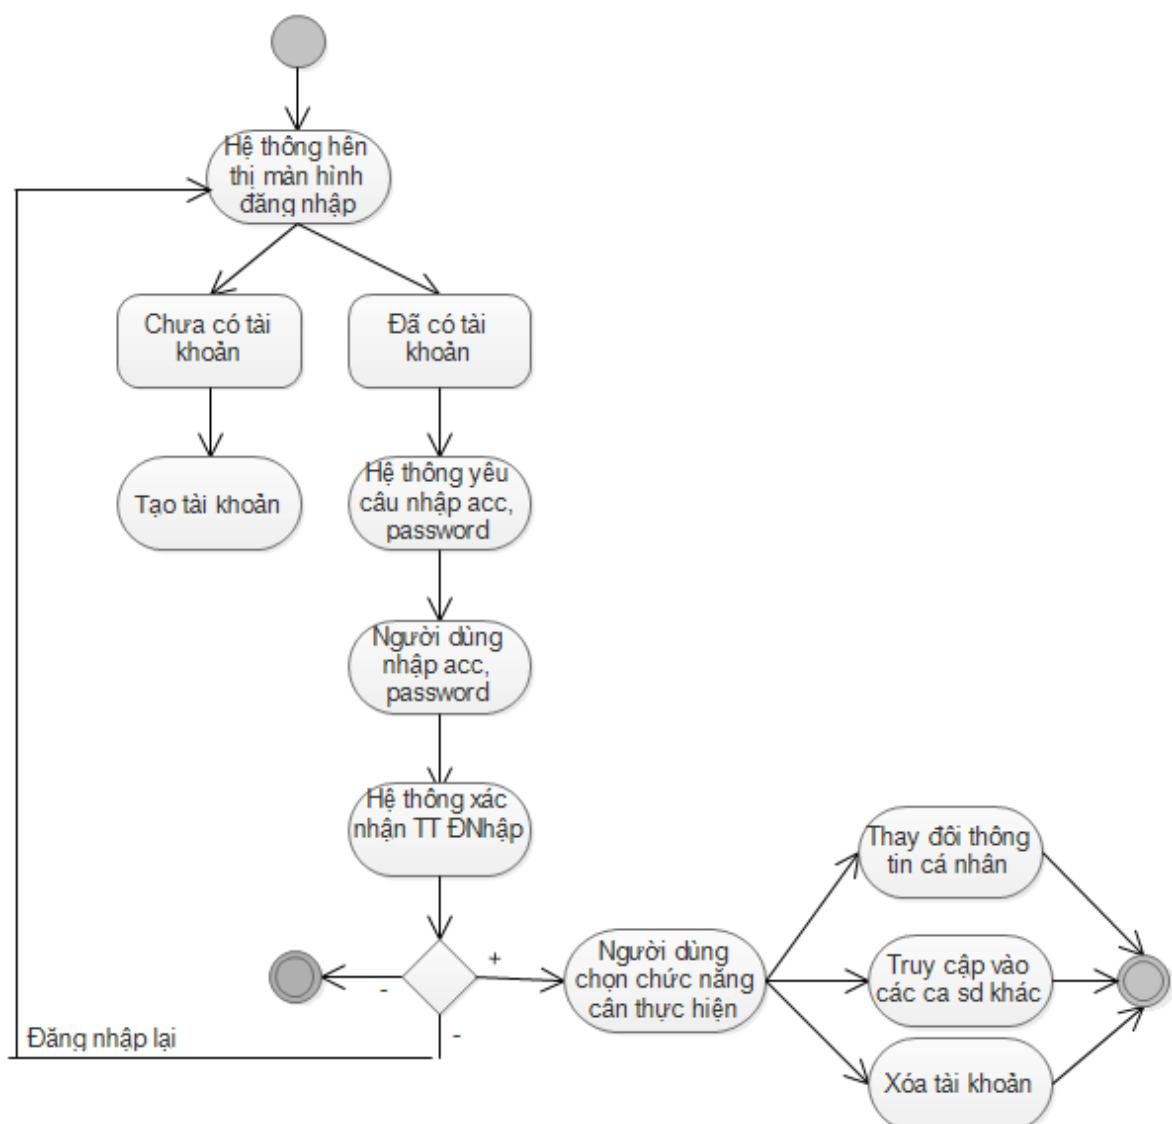 Hệ thông hên
thị màn hình
đăng nhập
Chưa có tài
khoản
Đã có tài
khoản
Tạo tài khoản
Hệ thông yêu
câu nhập acc,
password
Người dùng
nhập acc,
password
Hệ thông xác
nhận TT ĐNhập
+
-
-
Đăng nhập lại
Người dùng
chọn chức năng
cân thực hiện
Thay đôi thông
tin cá nhân
Truy cập vào
các ca sd khác
Xóa tài khoản